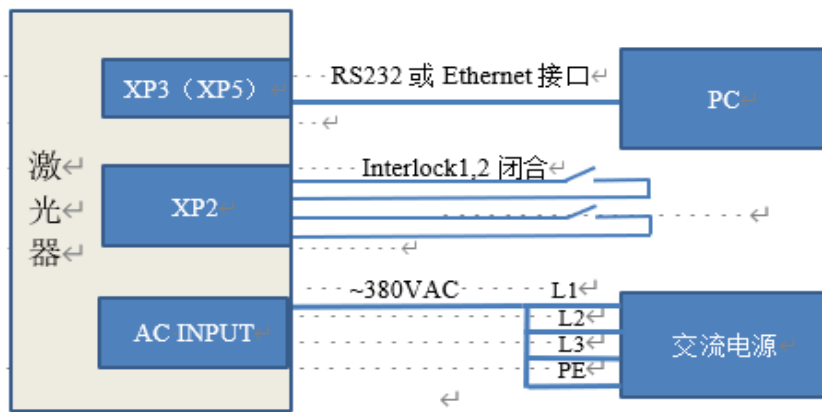 激光器
XP3（XP5）
RS232 或 Ethernet 接口
PC
Interlock1,2 闭合
XP2
~380VAC
L1
L2
L3
PE
AC INPUT
交流电源